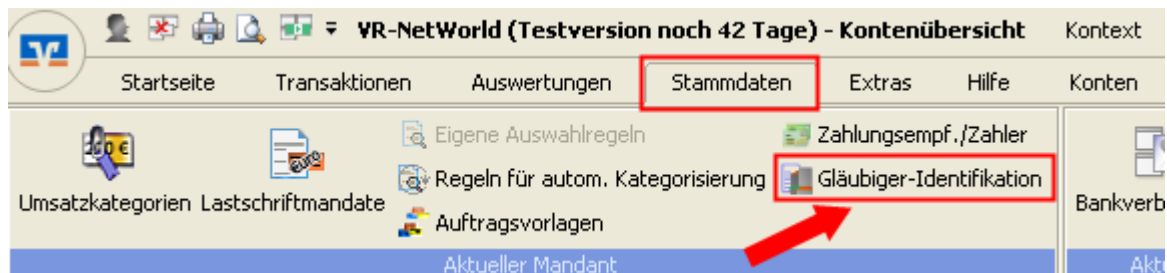 VR-NetWorld (Testversion noch 42 Tage) - Kontenübersicht Kontext
Startseite Transaktionen Auswertungen Stammdaten Extras Hilfe Konten
Eigene Auswahlregeln Zahlungsempf./Zahler
Regeln für autom. Kategorisierung Gläubiger-Identifikation
Umsatzkategorien Lastschriftmandate Bankverb
Auftragsvorlagen
Aktueller Mandant Akt